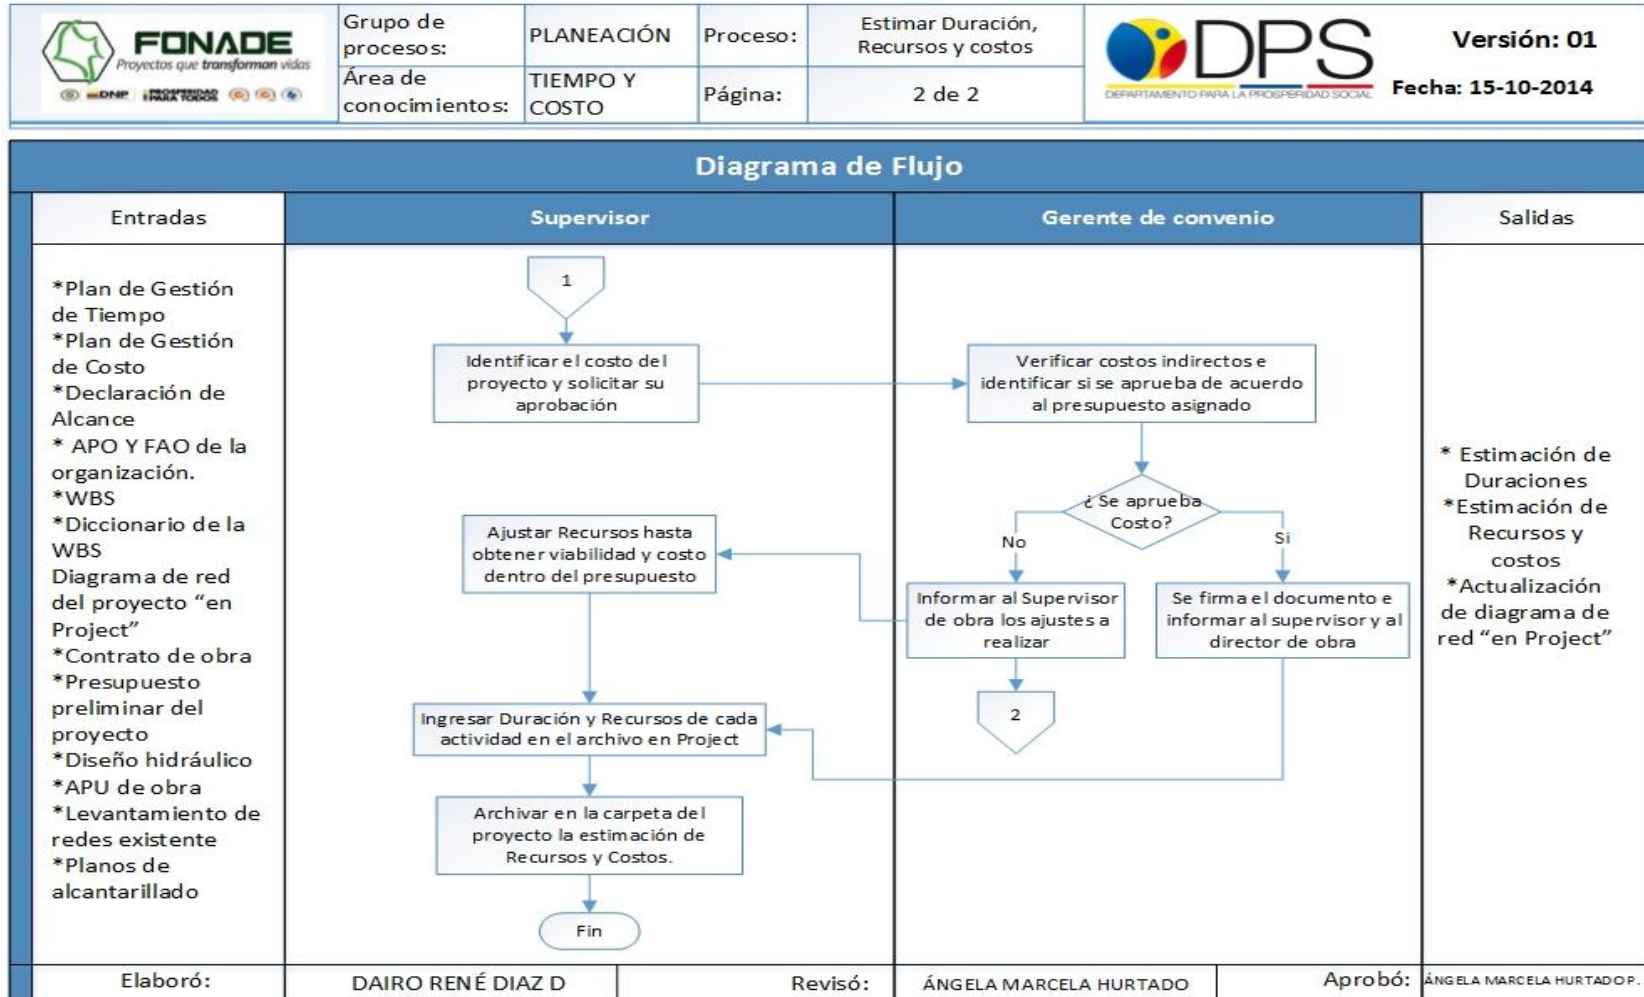 FONADE
Proyectos que transforman vidas
DNP
PROSPERIDAD
PARA TODOS
Grupo de
procesos:
PLANEACIÓN
Proceso:
Estimar Duración,
Recursos y costos
Área de
conocimientos:
TIEMPO Y
COSTO
Página:
2 de 2
DPS
DEPARTAMENTO PARA LA PROSPERIDAD SOCIAL
Versión: 01
Fecha: 15-10-2014
Diagrama de Flujo
Entradas
Supervisor
Gerente de convenio
Salidas
*Plan de Gestión
de Tiempo
*Plan de Gestión
de Costo
*Declaración de
Alcance
* APO Y FAO de la
organización.
*WBS
*Diccionario de la
WBS
Diagrama de red
del proyecto “en
Project”
*Contrato de obra
*Presupuesto
preliminar del
proyecto
*Diseño hidráulico
*APU de obra
*Levantamiento de
redes existente
*Planos de
alcantarillado
1
Identificar el costo del
proyecto y solicitar su
aprobación
Verificar costos indirectos e
identificar si se aprueba de acuerdo
al presupuesto asignado
¿ Se aprueba
Costo?
No
Si
Ajustar Recursos hasta
obtener viabilidad y costo
dentro del presupuesto
Informar al Supervisor
de obra los ajustes a
realizar
Se firma el documento e
informar al supervisor y al
director de obra
2
Ingresar Duración y Recursos de cada
actividad en el archivo en Project
Archivar en la carpeta del
proyecto la estimación de
Recursos y Costos.
Fin
* Estimación de
Duraciones
*Estimación de
Recursos y
costos
*Actualización
de diagrama de
red “en Project”
Elaboró:
DAIRO RENÉ DIAZ D
Revisó:
ÁNGELA MARCELA HURTADO
Aprobó:
ÁNGELA MARCELA HURTADO P.